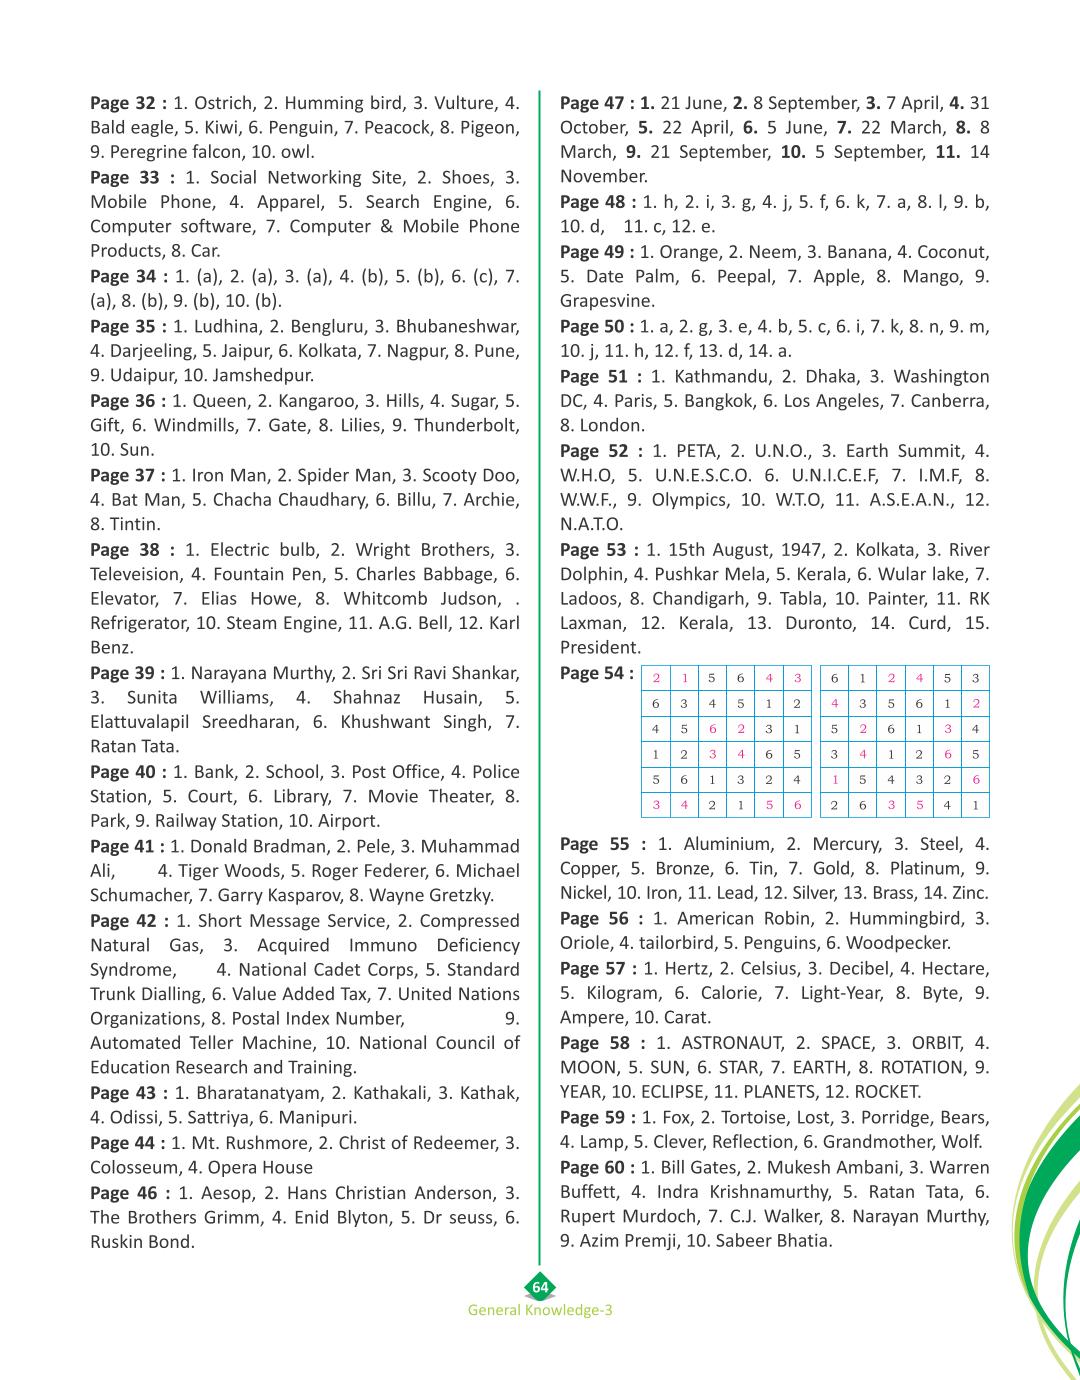 Page 32 : 1. Ostrich, 2. Humming bird, 3. Vulture, 4.
Bald eagle, 5. Kiwi, 6. Penguin, 7. Peacock, 8. Pigeon,
9. Peregrine falcon, 10. owl.
Page 33 : 1. Social Networking Site, 2. Shoes, 3.
Mobile Phone, 4. Apparel, 5. Search Engine, 6.
Computer software, 7. Computer & Mobile Phone
Products, 8. Car.
Page 34 : 1. (a), 2. (a), 3. (a), 4. (b), 5. (b), 6. (c), 7.
(a), 8. (b), 9. (b), 10. (b).
Page 35 : 1. Ludhina, 2. Bengluru, 3. Bhubaneshwar,
4. Darjeeling, 5. Jaipur, 6. Kolkata, 7. Nagpur, 8. Pune,
9. Udaipur, 10. Jamshedpur.
Page 36 : 1. Queen, 2. Kangaroo, 3. Hills, 4. Sugar, 5.
Gift, 6. Windmills, 7. Gate, 8. Lilies, 9. Thunderbolt,
10. Sun.
Page 37 : 1. Iron Man, 2. Spider Man, 3. Scooty Doo,
4. Bat Man, 5. Chacha Chaudhary, 6. Billu, 7. Archie,
8. Tintin.
Page 38 : 1. Electric bulb, 2. Wright Brothers, 3.
Televeision, 4. Fountain Pen, 5. Charles Babbage, 6.
Elevator, 7. Elias Howe, 8. Whitcomb Judson, .
Refrigerator, 10. Steam Engine, 11. A.G. Bell, 12. Karl
Benz.
Page 39 : 1. Narayana Murthy, 2. Sri Sri Ravi Shankar,
3. Sunita Williams, 4. Shahnaz Husain, 5.
Elattuvalapil Sreedharan, 6. Khushwant Singh, 7.
Ratan Tata.
Page 40 : 1. Bank, 2. School, 3. Post Office, 4. Police
Station, 5. Court, 6. Library, 7. Movie Theater, 8.
Park, 9. Railway Station, 10. Airport.
Page 41 : 1. Donald Bradman, 2. Pele, 3. Muhammad
Ali, 4. Tiger Woods, 5. Roger Federer, 6. Michael
Schumacher, 7. Garry Kasparov, 8. Wayne Gretzky.
Page 42 : 1. Short Message Service, 2. Compressed
Natural Gas, 3. Acquired Immuno Deficiency
Syndrome, 4. National Cadet Corps, 5. Standard
Trunk Dialling, 6. Value Added Tax, 7. United Nations
Organizations, 8. Postal Index Number, 9.
Automated Teller Machine, 10. National Council of
Education Research and Training.
Page 43 : 1. Bharatanatyam, 2. Kathakali, 3. Kathak,
4. Odissi, 5. Sattriya, 6. Manipuri.
Page 44 : 1. Mt. Rushmore, 2. Christ of Redeemer, 3.
Colosseum, 4. Opera House
Page 46 : 1. Aesop, 2. Hans Christian Anderson, 3.
The Brothers Grimm, 4. Enid Blyton, 5. Dr seuss, 6.
Ruskin Bond.
Page 47 : 1. 21 June, 2. 8 September, 3. 7 April, 4. 31
October, 5. 22 April, 6. 5 June, 7. 22 March, 8. 8
March, 9. 21 September, 10. 5 September, 11. 14
November.
Page 48 : 1. h, 2. i, 3. g, 4. j, 5. f, 6. k, 7. a, 8. l, 9. b,
10. d, 11. c, 12. e.
Page 49 : 1. Orange, 2. Neem, 3. Banana, 4. Coconut,
5. Date Palm, 6. Peepal, 7. Apple, 8. Mango, 9.
Grapesvine.
Page 50 : 1. a, 2. g, 3. e, 4. b, 5. c, 6. i, 7. k, 8. n, 9. m,
10. j, 11. h, 12. f, 13. d, 14. a.
Page 51 : 1. Kathmandu, 2. Dhaka, 3. Washington
DC, 4. Paris, 5. Bangkok, 6. Los Angeles, 7. Canberra,
8. London.
Page 52 : 1. PETA, 2. U.N.O., 3. Earth Summit, 4.
W.H.O, 5. U.N.E.S.C.O. 6. U.N.I.C.E.F, 7. I.M.F, 8.
W.W.F., 9. Olympics, 10. W.T.O, 11. A.S.E.A.N., 12.
N.A.T.O.
Page 53 : 1. 15th August, 1947, 2. Kolkata, 3. River
Dolphin, 4. Pushkar Mela, 5. Kerala, 6. Wular lake, 7.
Ladoos, 8. Chandigarh, 9. Tabla, 10. Painter, 11. RK
Laxman, 12. Kerala, 13. Duronto, 14. Curd, 15.
President.
Page 54 : 2 1 5 6 4 3 6 1 2 4 5 3
6 3 4 5 1 2 4 3 5 6 1 2
4 5 6 2 3 1 5 2 6 1 3 4
1 2 3 4 6 5 3 4 1 2 6 5
5 6 1 3 2 4 1 5 4 3 2 6
3 4 2 1 5 6 2 6 3 5 4 1
Page 55 : 1. Aluminium, 2. Mercury, 3. Steel, 4.
Copper, 5. Bronze, 6. Tin, 7. Gold, 8. Platinum, 9.
Nickel, 10. Iron, 11. Lead, 12. Silver, 13. Brass, 14. Zinc.
Page 56 : 1. American Robin, 2. Hummingbird, 3.
Oriole, 4. tailorbird, 5. Penguins, 6. Woodpecker.
Page 57 : 1. Hertz, 2. Celsius, 3. Decibel, 4. Hectare,
5. Kilogram, 6. Calorie, 7. Light-Year, 8. Byte, 9.
Ampere, 10. Carat.
Page 58 : 1. ASTRONAUT, 2. SPACE, 3. ORBIT, 4.
MOON, 5. SUN, 6. STAR, 7. EARTH, 8. ROTATION, 9.
YEAR, 10. ECLIPSE, 11. PLANETS, 12. ROCKET.
Page 59 : 1. Fox, 2. Tortoise, Lost, 3. Porridge, Bears,
4. Lamp, 5. Clever, Reflection, 6. Grandmother, Wolf.
Page 60 : 1. Bill Gates, 2. Mukesh Ambani, 3. Warren
Buffett, 4. Indra Krishnamurthy, 5. Ratan Tata, 6.
Rupert Murdoch, 7. C.J. Walker, 8. Narayan Murthy,
9. Azim Premji, 10. Sabeer Bhatia.
64
General Knowledge-3